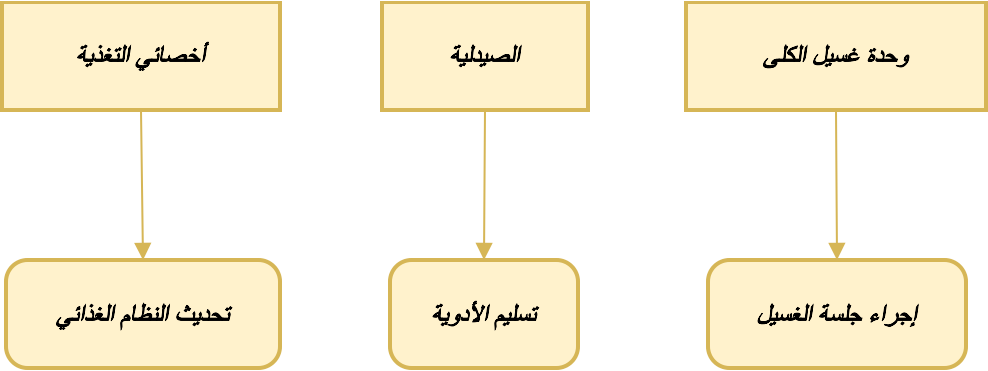 وحدة غسيل الكلى
الصيدلية
أخصائي التغذية
إجراء جلسة الغسيل
تسليم الأدوية
تحديث النظام الغذائي